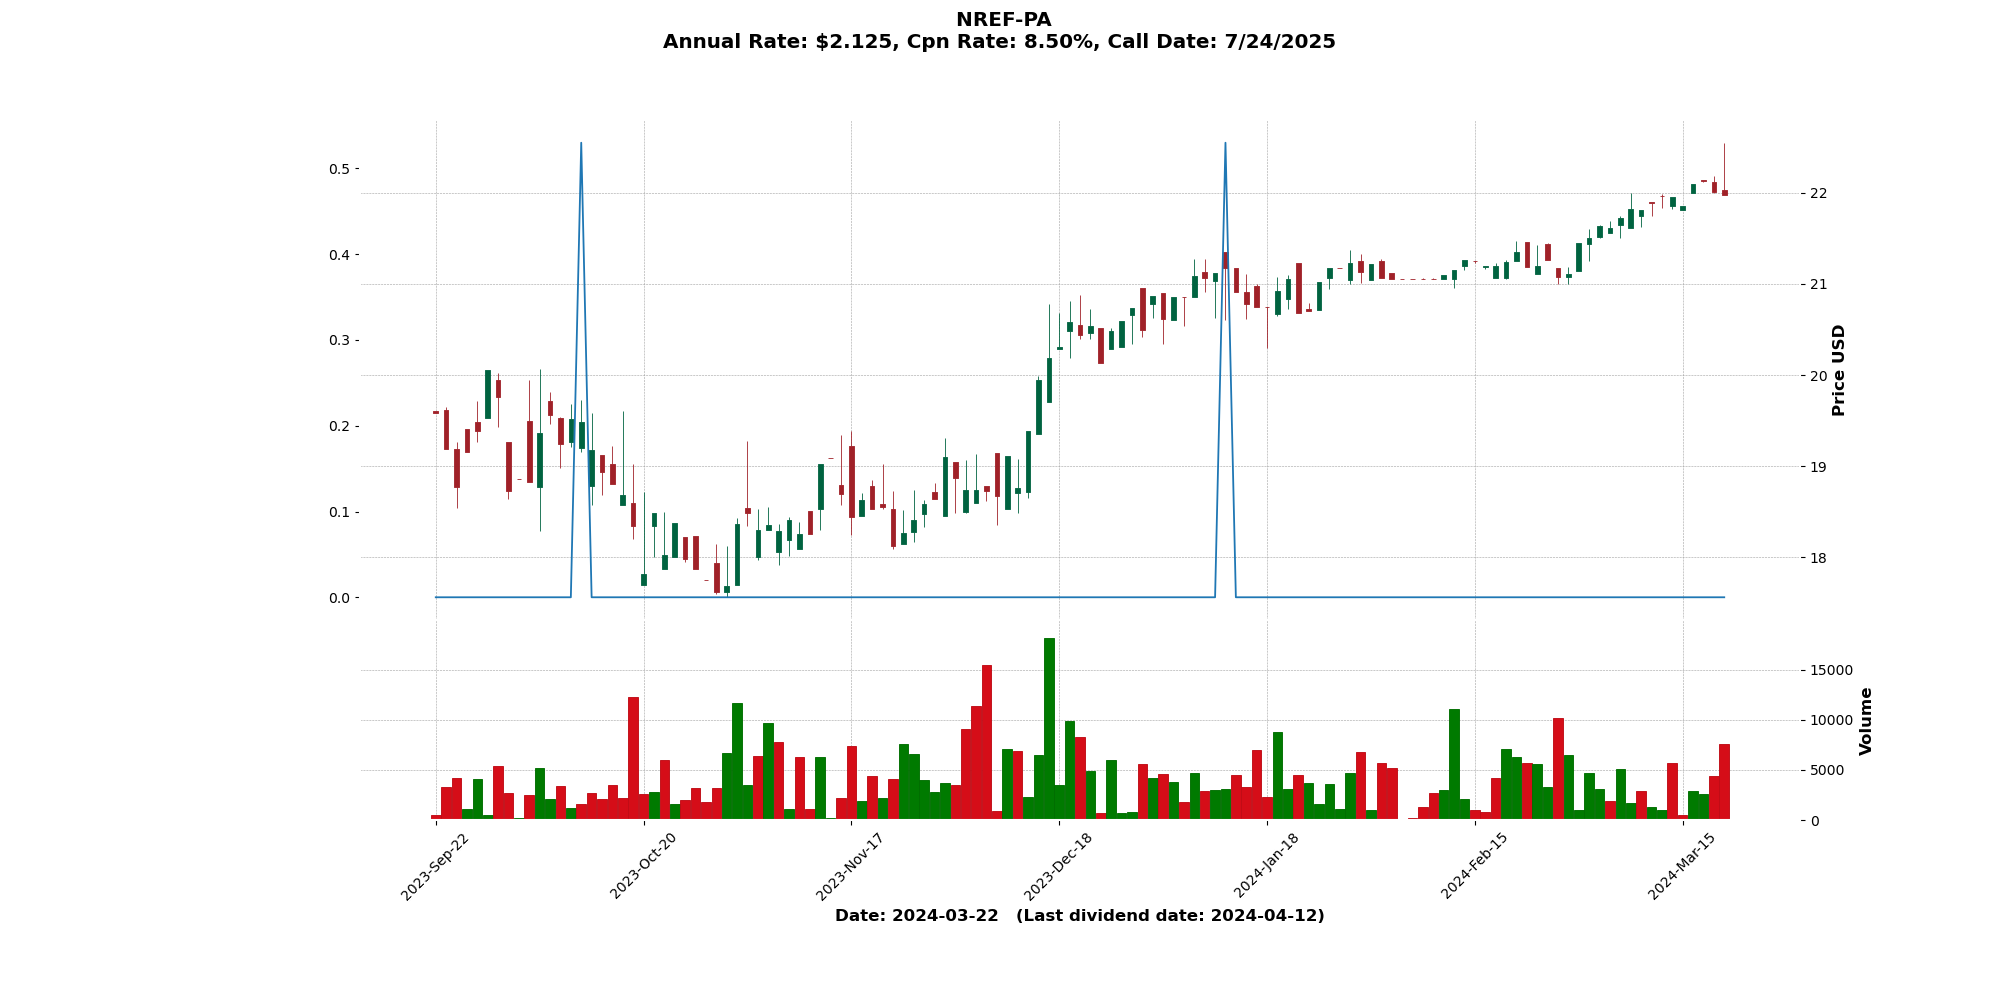 NREF-PA
Annual Rate: $2.125, Cpn Rate: 8.50%, Call Date: 7/24/2025
0.5
0.4
0.3
0.2
0.1
0.0
22
21
20
19
18
Price USD
15000
10000
5000
0
Volume
2023-Sep-22
2023-Oct-20
2023-Nov-17
2023-Dec-18
2024-Jan-18
2024-Feb-15
2024-Mar-15
Date: 2024-03-22 (Last dividend date: 2024-04-12)